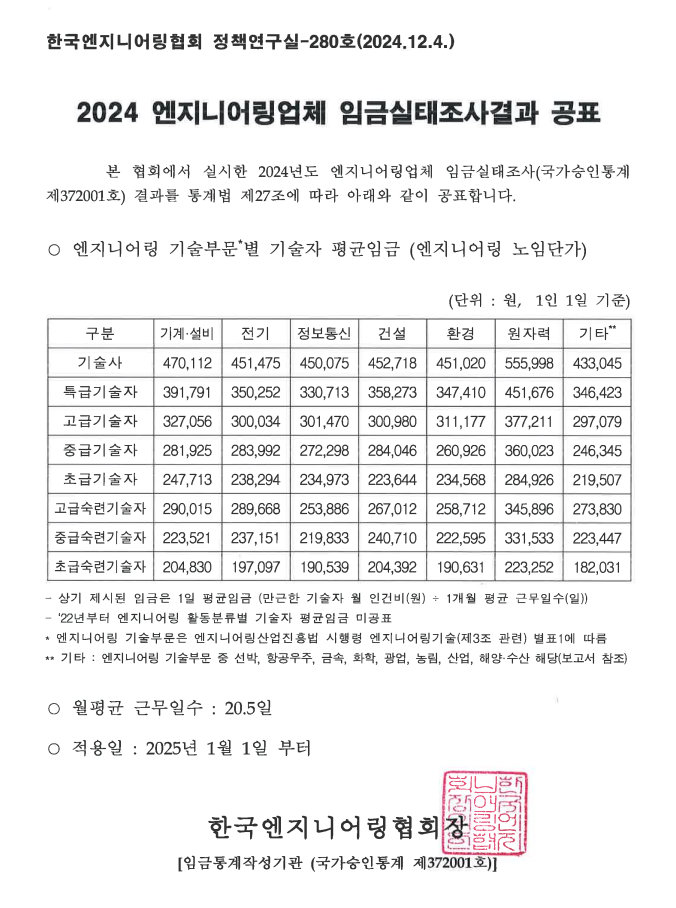 한국엔지니어링협회 정책연구실-280호(2024.12.4.)
2024 엔지니어링업체 임금실태조사결과 공표
본 협회에서 실시한 2024년도 엔지니어링업체 임금실태조사(국가승인통계
제372001호) 결과를 통계법 제27조에 따라 아래와 같이 공표합니다.
○ 엔지니어링 기술부문*별 기술자 평균임금 (엔지니어링 노임단가)
(단위 : 원, 1인 1일 기준)
구분 기계·설비 전기 정보통신 건설 환경 원자력 기타**
기술사 470,112 451,475 450,075 452,718 451,020 555,998 433,045
특급기술자 391,791 350,252 330,713 358,273 347,410 451,676 346,423
고급기술자 327,056 300,034 301,470 300,980 311,177 377,211 297,079
중급기술자 281,925 283,992 272,298 284,046 260,926 360,023 246,345
초급기술자 247,713 238,294 234,973 223,644 234,568 284,926 219,507
고급숙련기술자 290,015 289,668 253,886 267,012 258,712 345,896 273,830
중급숙련기술자 223,521 237,151 219,833 240,710 222,595 331,533 223,447
초급숙련기술자 204,830 197,097 190,539 204,392 190,631 223,252 182,031
- 상기 제시된 임금은 1일 평균임금 (만근한 기술자 월 인건비(원) ÷ 1개월 평균 근무일수(일))
- '22년부터 엔지니어링 활동분류별 기술자 평균임금 미공표
* 엔지니어링 기술부문은 엔지니어링산업진흥법 시행령 엔지니어링기술(제3조 관련) 별표1에 따름
** 기타 : 엔지니어링 기술부문 중 선박, 항공우주, 금속, 화학, 광업, 농림, 산업, 해양·수산 해당(보고서 참조)
○ 월평균 근무일수 : 20.5일
○ 적용일 : 2025년 1월 1일 부터
한국엔지니어링협회장
[임금통계작성기관 (국가승인통계 제372001호)]